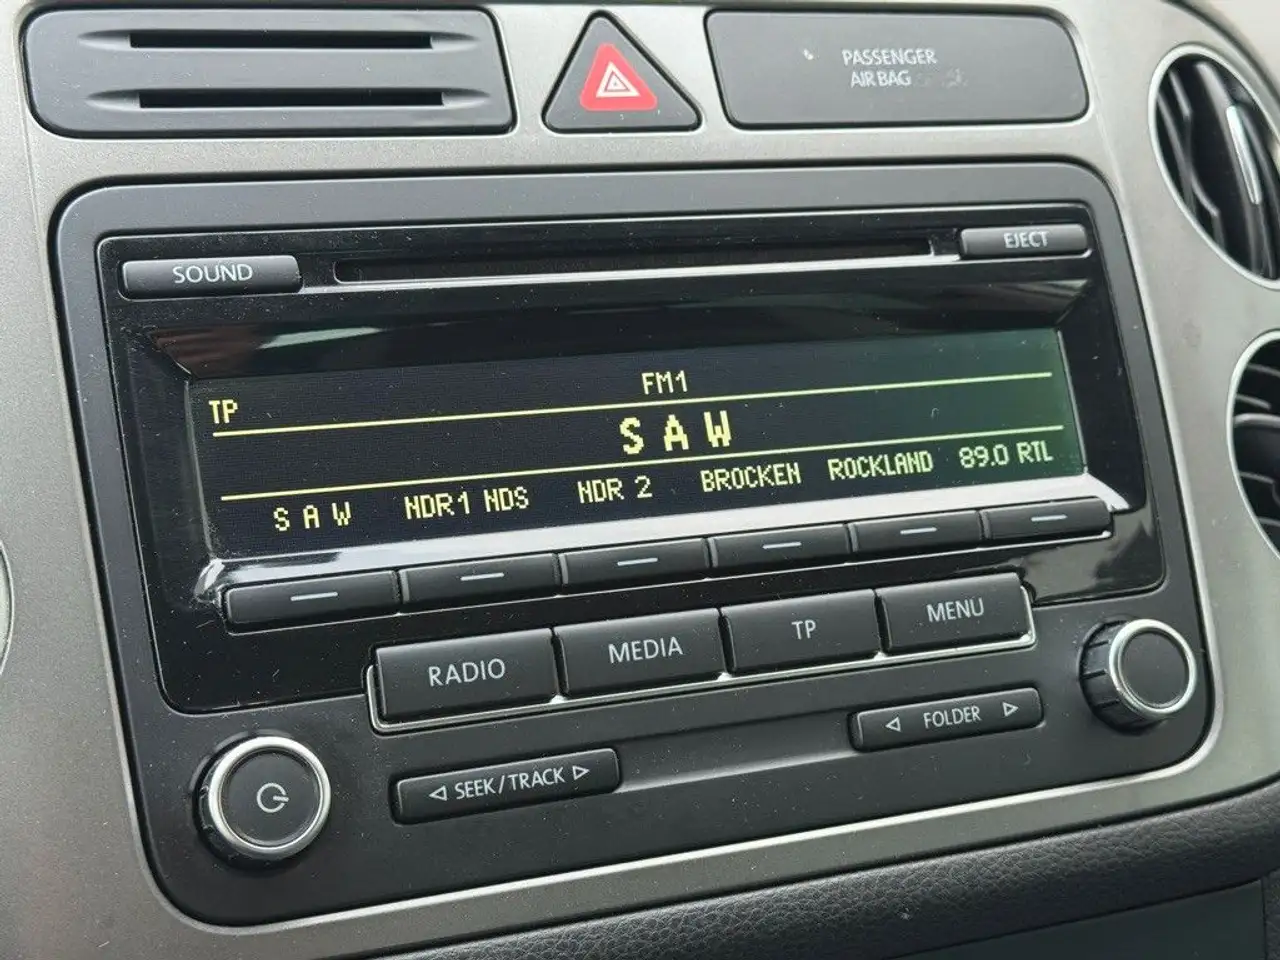 PASSENGER
AIR BAG
SOUND
EJECT
FM1
TP
S A W
S A W NDR1 NDS NDR 2 BROCKEN ROCKLAND 89.0 RTL
RADIO MEDIA TP MENU
SEEK/TRACK
FOLDER